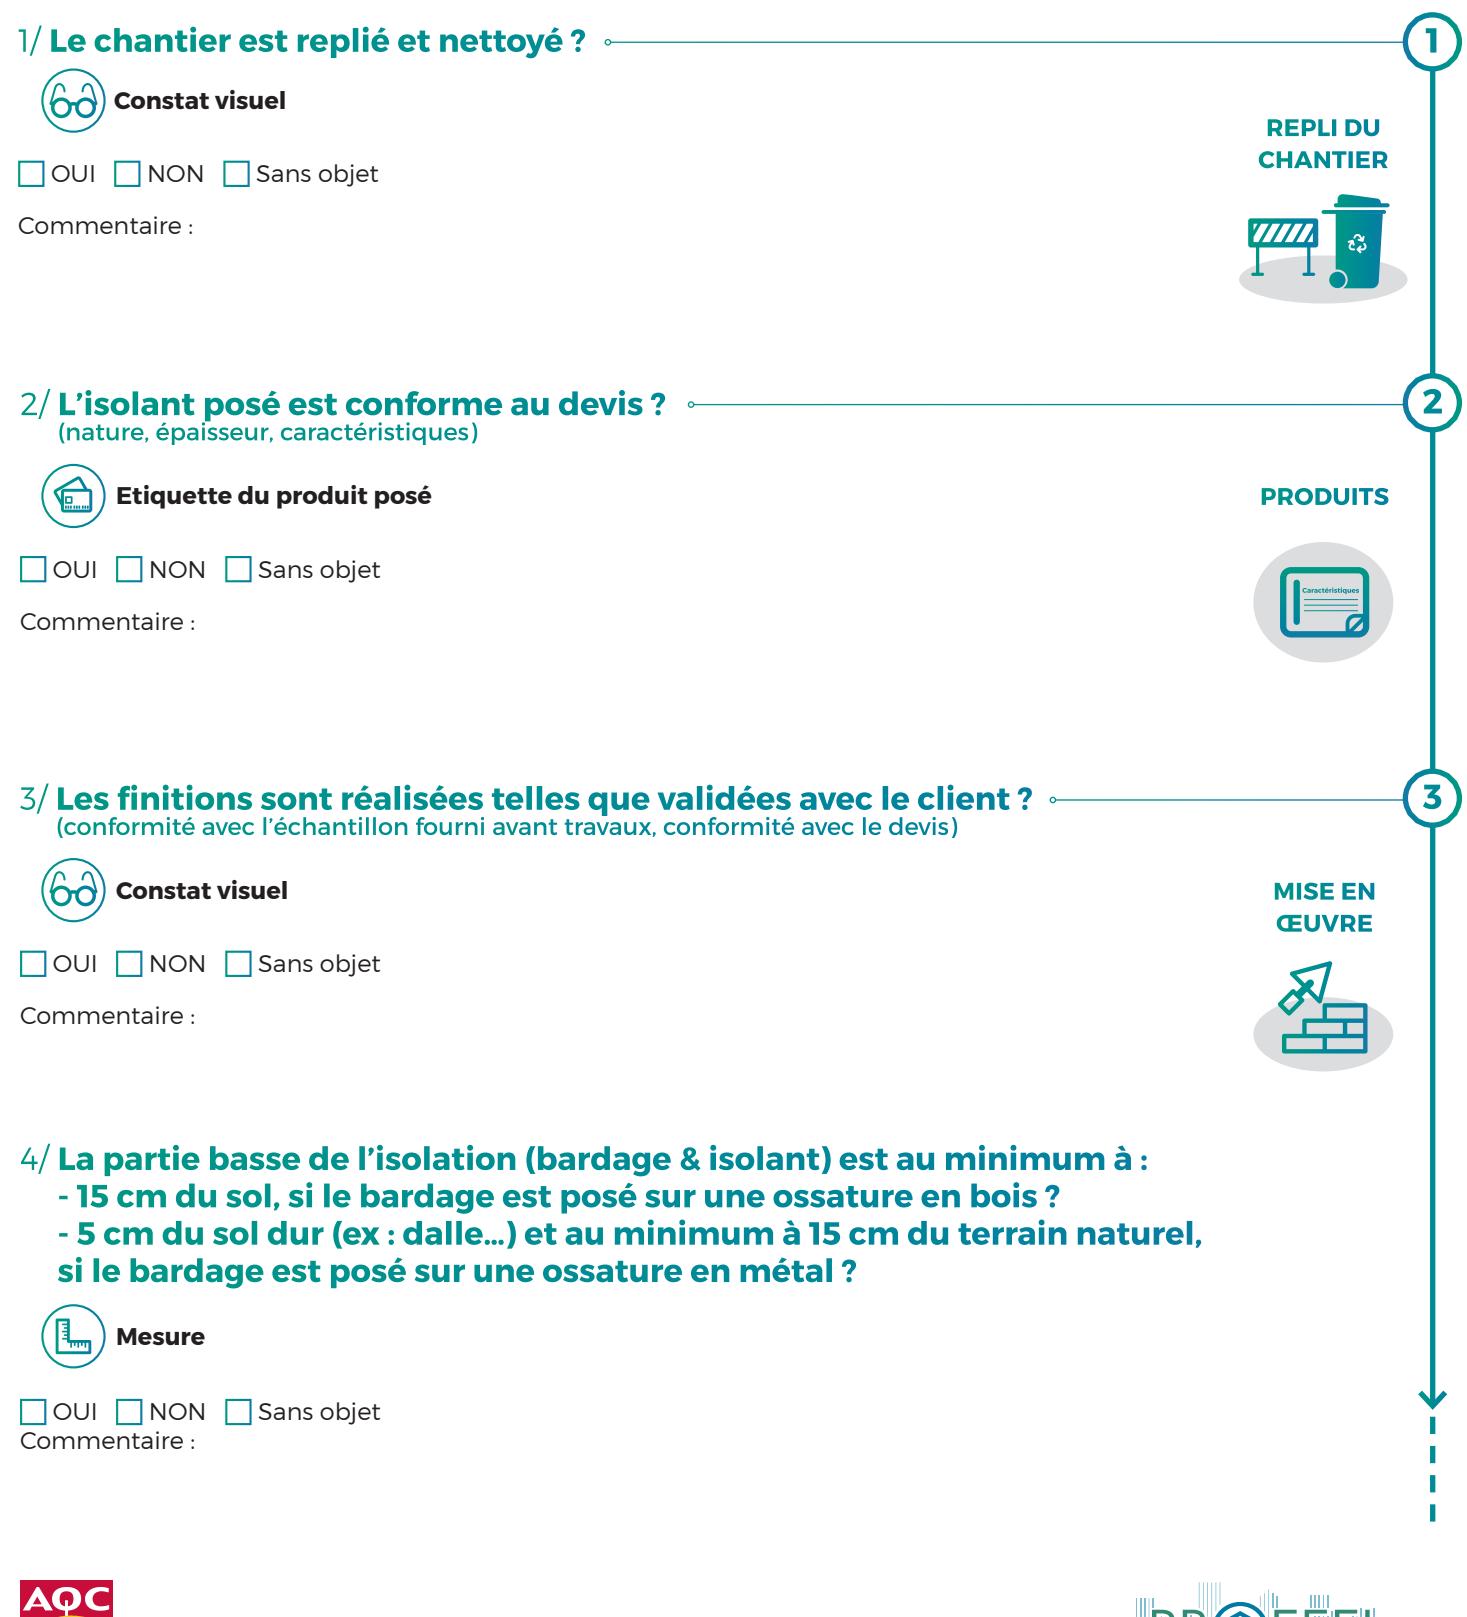 1/ Le chantier est replié et nettoyé ?
1
Constat visuel
REPLI DU
CHANTIER
OUI NON Sans objet
Commentaire :
2/ L’isolant posé est conforme au devis ?
2
(nature, épaisseur, caractéristiques)
Etiquette du produit posé
PRODUITS
OUI NON Sans objet
Caractéristiques
Commentaire :
3/ Les finitions sont réalisées telles que validées avec le client ?
3
(conformité avec l’échantillon fourni avant travaux, conformité avec le devis)
Constat visuel
MISE EN
ŒUVRE
OUI NON Sans objet
Commentaire :
4/ La partie basse de l’isolation (bardage & isolant) est au minimum à :
- 15 cm du sol, si le bardage est posé sur une ossature en bois ?
- 5 cm du sol dur (ex : dalle...) et au minimum à 15 cm du terrain naturel,
si le bardage est posé sur une ossature en métal ?
Mesure
OUI NON Sans objet
Commentaire :
AQC